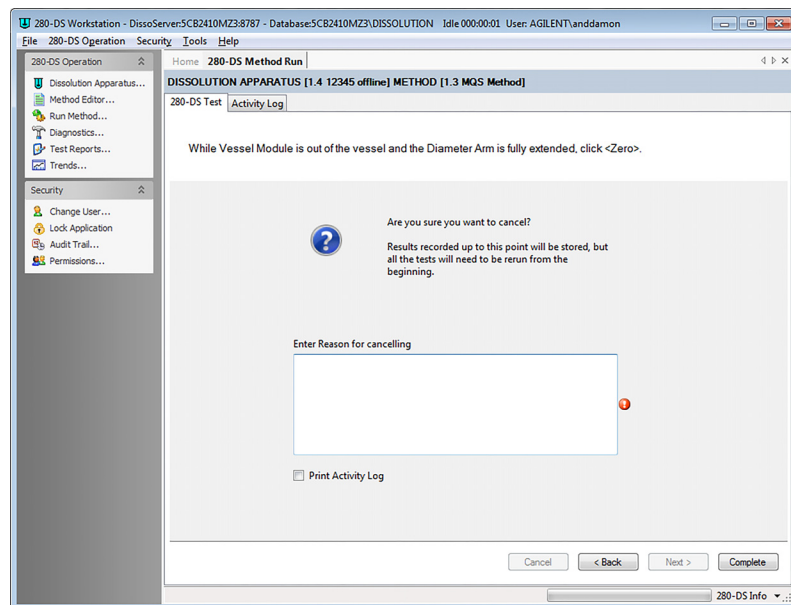 280-DS Workstation - DissoServer:5CB2410MZ3:8787 - Database:5CB2410MZ3\DISSOLUTION Idle 000:00:01 User: AGILENT\anddamon
File 280-DS Operation Security Tools Help
280-DS Operation
Dissolution Apparatus...
Method Editor...
Run Method...
Diagnostics...
Test Reports...
Trends...
Security
Change User...
Lock Application
Audit Trail...
Permissions...
Home 280-DS Method Run
DISSOLUTION APPARATUS [1.4 12345 offline] METHOD [1.3 MQS Method]
280-DS Test Activity Log
While Vessel Module is out of the vessel and the Diameter Arm is fully extended, click <Zero>.
Are you sure you want to cancel?
Results recorded up to this point will be stored, but
all the tests will need to be rerun from the
beginning.
Enter Reason for cancelling
Print Activity Log
Cancel < Back Next > Complete
280-DS Info